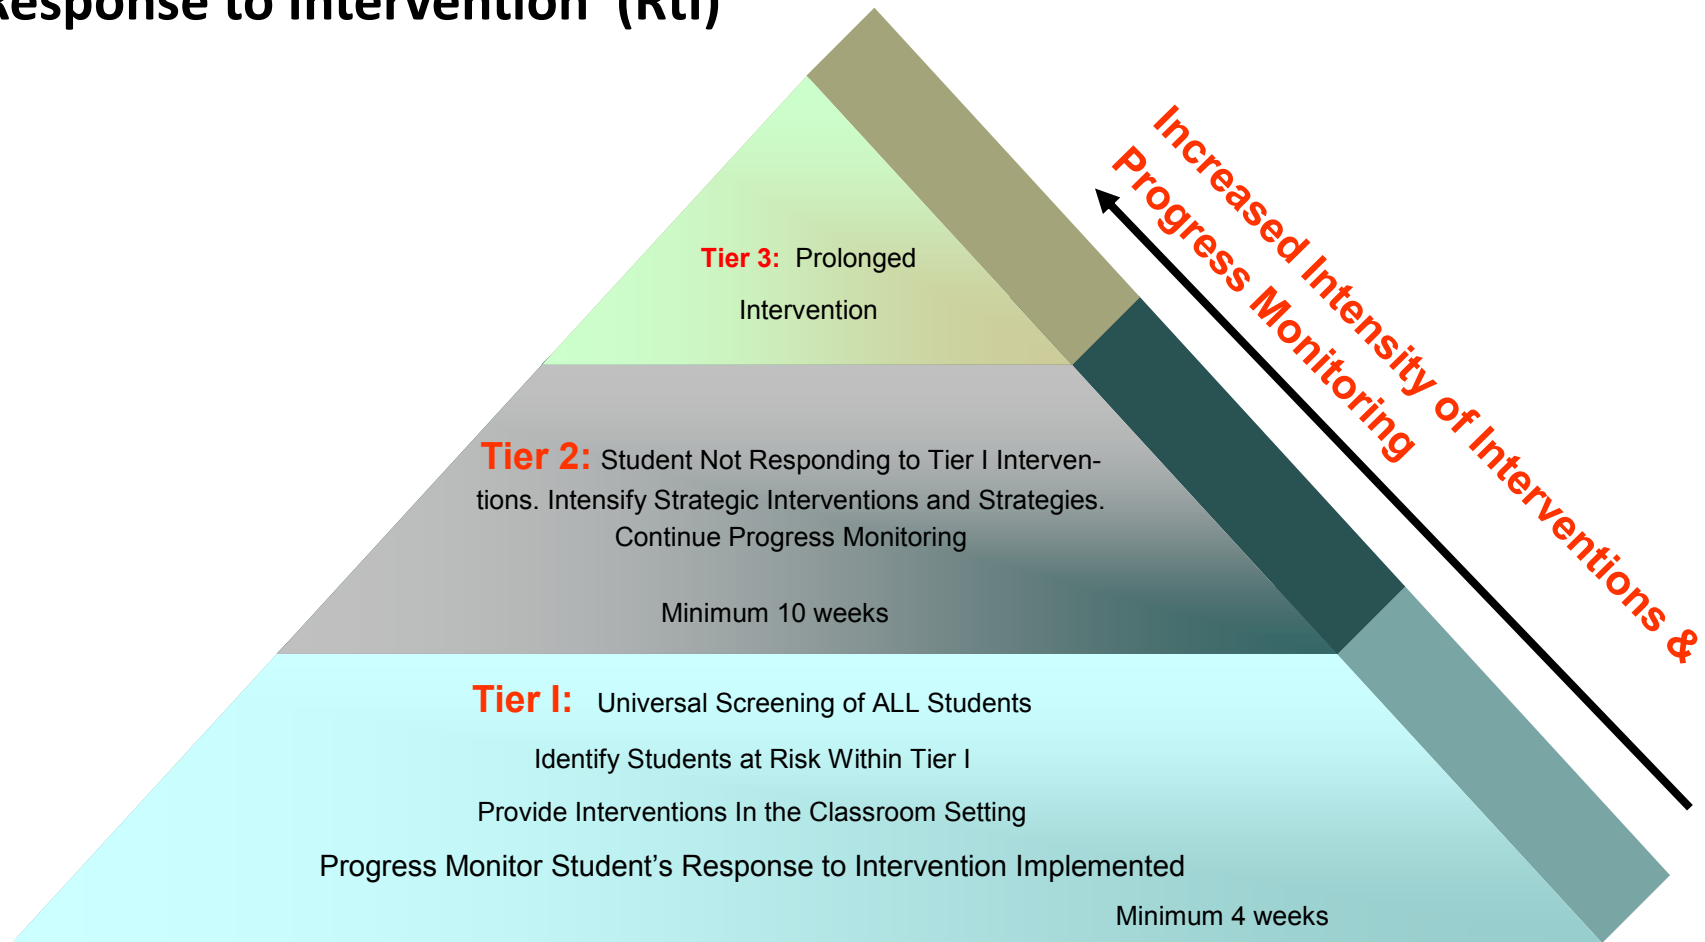 Response to Intervention (RtI)
Increased Intensity of Interventions &
Progress Monitoring
Tier 3: Prolonged
Intervention
Tier 2: Student Not Responding to Tier I Interven-
tions. Intensify Strategic Interventions and Strategies.
Continue Progress Monitoring
Minimum 10 weeks
Tier I: Universal Screening of ALL Students
Identify Students at Risk Within Tier I
Provide Interventions In the Classroom Setting
Progress Monitor Student's Response to Intervention Implemented
Minimum 4 weeks